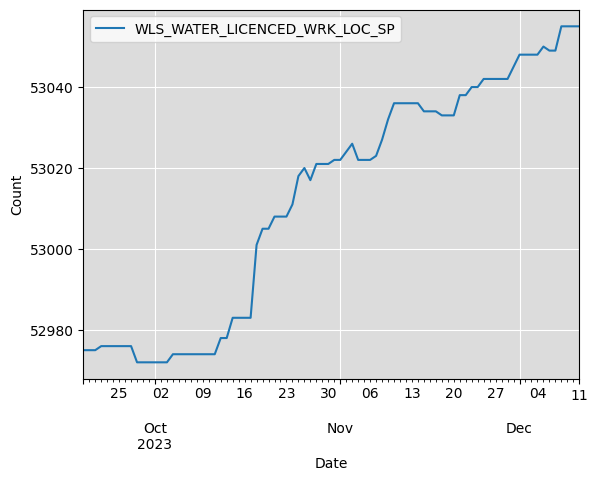 WLS_WATER_LICENCED_WRK_LOC_SP
53040
53020
53000
52980
Count
25 02 09 16 23 30 06 13 20 27 04 11
Oct Nov Dec
2023
Date